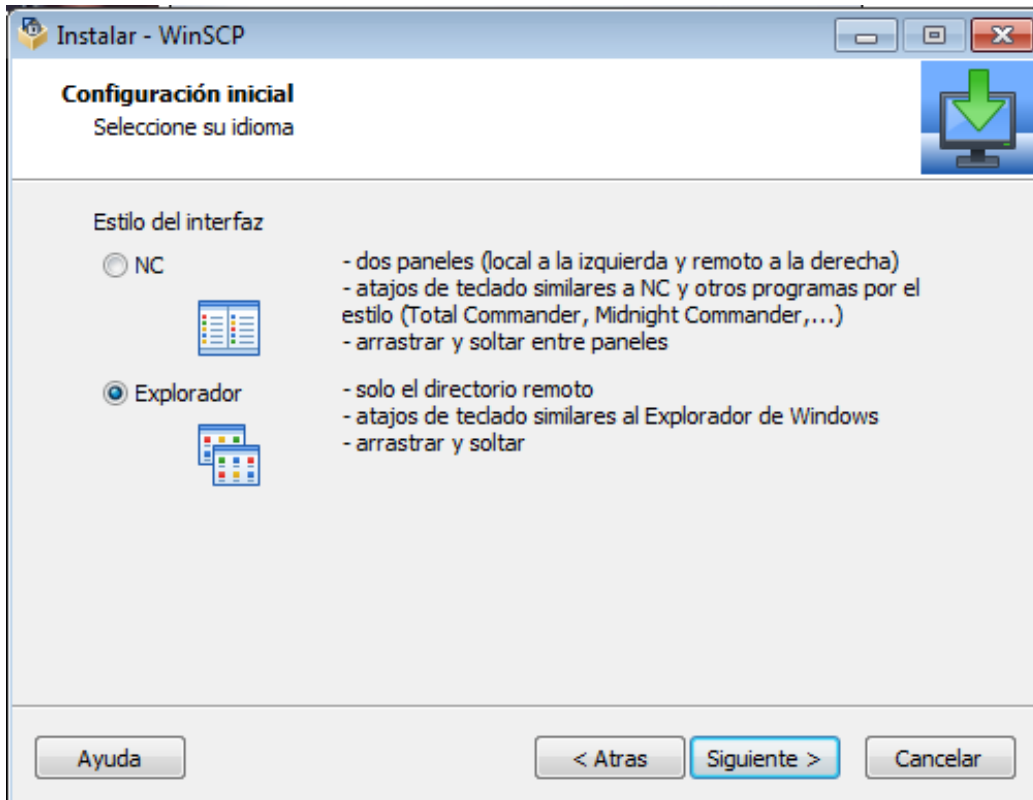 Instalar - WinSCP
Configuración inicial
Seleccione su idioma
Estilo del interfaz
NC
- dos paneles (local a la izquierda y remoto a la derecha)
- atajos de teclado similares a NC y otros programas por el
estilo (Total Commander, Midnight Commander,...)
- arrastrar y soltar entre paneles
Explorador
- solo el directorio remoto
- atajos de teclado similares al Explorador de Windows
- arrastrar y soltar
Ayuda
< Atras
Siguiente >
Cancelar